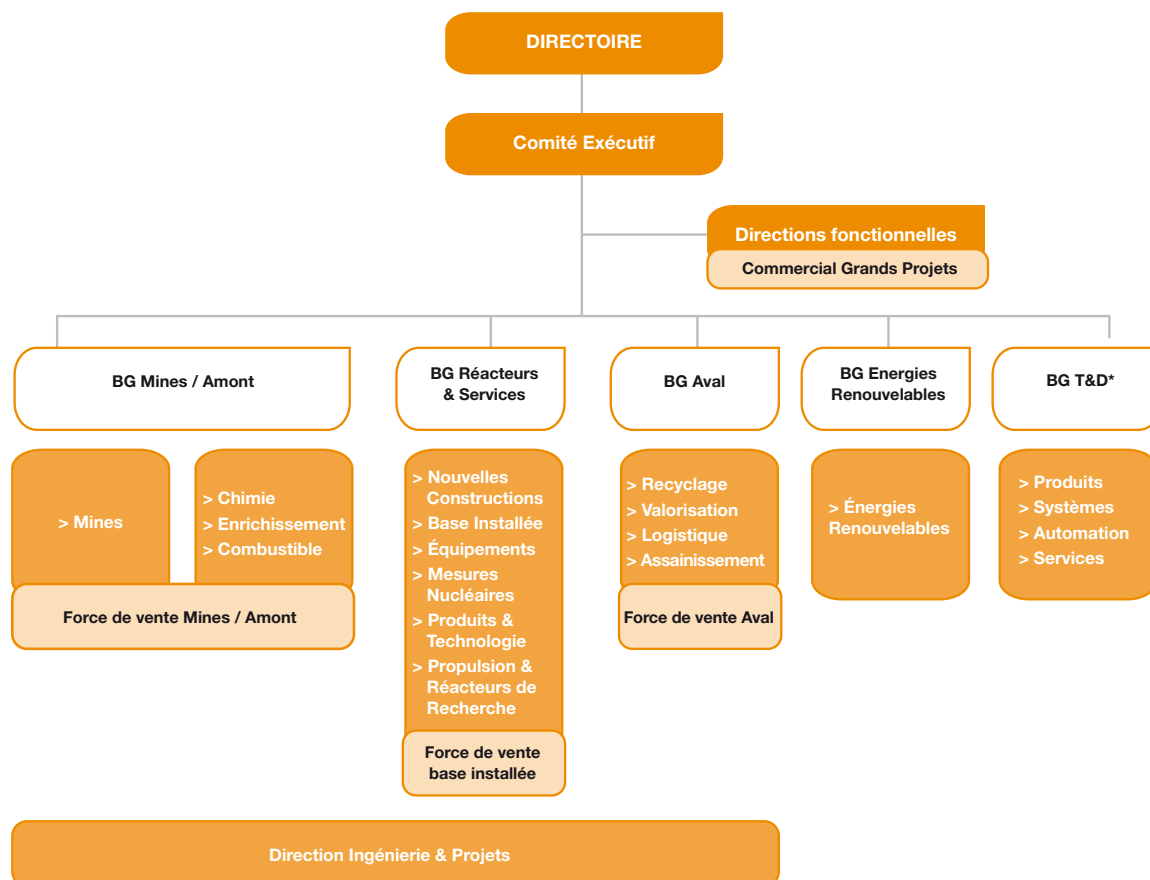 DIRECTOIRE
Comité Exécutif
Directions fonctionnelles
Commercial Grands Projets
BG Mines / Amont
BG Réacteurs
& Services
BG Aval
BG Energies
Renouvelables
BG T&D*
> Mines
> Chimie
> Enrichissement
> Combustible
Force de vente Mines / Amont
> Nouvelles
Constructions
> Base Installée
> Équipements
> Mesures
Nucléaires
> Produits &
Technologie
> Propulsion &
Réacteurs de
Recherche
Force de vente
base installée
> Recyclage
> Valorisation
> Logistique
> Assainissement
Force de vente Aval
> Énergies
Renouvelables
> Produits
> Systèmes
> Automation
> Services
Direction Ingénierie & Projets